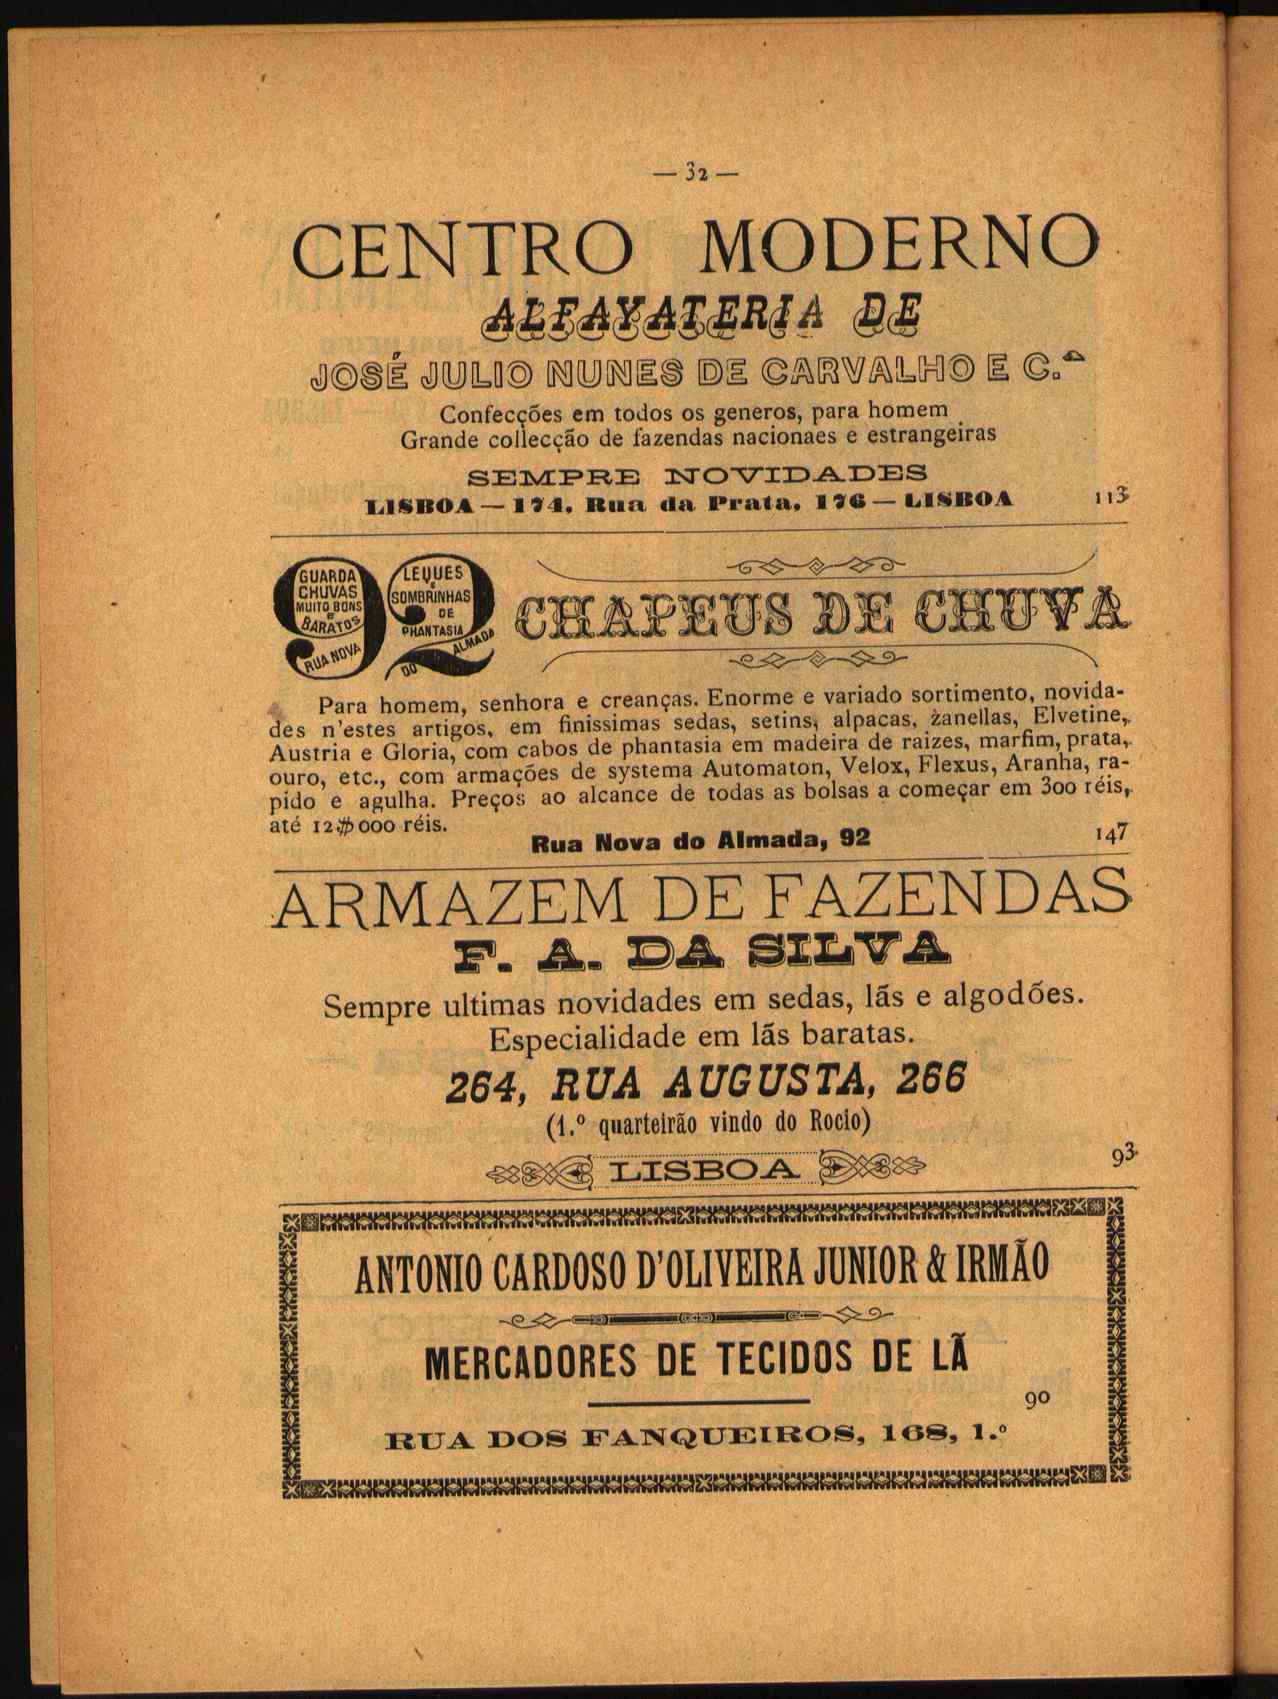 — 32 —
CENTRO MODERNO
ALFAYATERIA DE
JOSÉ JULIO NUNES DE CARVALHO E C.ª
Confecções em todos os generos, para homem
Grande collecção de fazendas nacionaes e estrangeiras
SEMPRE NOVIDADES
LISBOA — 174, Rua da Prata, 176 — LISBOA 113
GUARDA
CHUVAS
MUITO BONS
E
BARATOS
RUA NOVA
LEQUES
E
SOMBRINHAS
DE
PHANTASIA
DO ALMADA
CHAPEUS DE CHUVA
Para homem, senhora e creanças. Enorme e variado sortimento, novida-
des n'estes artigos, em finissimas sedas, setins, alpacas, zanellas, Elvetine,
Austria e Gloria, com cabos de phantasia em madeira de raizes, marfim, prata,
ouro, etc., com armações de systema Automaton, Velox, Flexus, Aranha, ra-
pido e agulha. Preços ao alcance de todas as bolsas a começar em 300 réis,
até 12$000 réis.
Rua Nova do Almada, 92 147
ARMAZEM DE FAZENDAS
F. A. DA SILVA
Sempre ultimas novidades em sedas, lãs e algodões.
Especialidade em lãs baratas.
264, RUA AUGUSTA, 266
(1.º quarteirão vindo do Rocio)
LISBOA 93
ANTONIO CARDOSO D'OLIVEIRA JUNIOR & IRMÃO
MERCADORES DE TECIDOS DE LÃ
90
RUA DOS FANQUEIROS, 168, 1.º